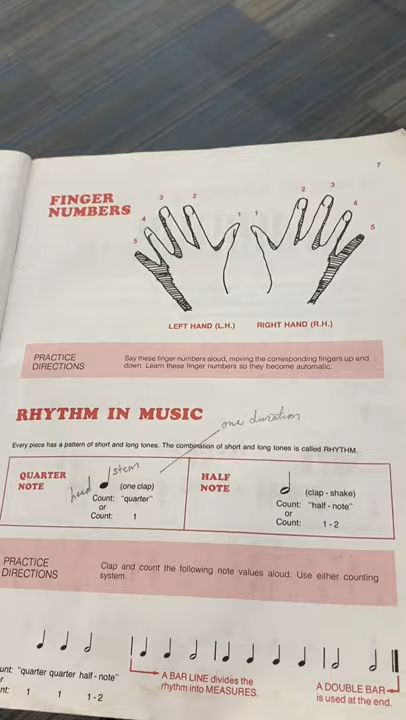 7
FINGER
NUMBERS
5 4 3 2 1 1 2 3 4 5
LEFT HAND (L.H.) RIGHT HAND (R.H.)
PRACTICE
DIRECTIONS
Say these finger numbers aloud, moving the corresponding fingers up and
down. Learn these finger numbers so they become automatic.
RHYTHM IN MUSIC
one duration
Every piece has a pattern of short and long tones. The combination of short and long tones is called RHYTHM.
QUARTER
NOTE
stem
head
(one clap)
Count: "quarter"
or
Count: 1
HALF
NOTE
(clap - shake)
Count: "half - note"
or
Count: 1 - 2
PRACTICE
DIRECTIONS
Clap and count the following note values aloud. Use either counting
system.
unt: "quarter quarter half - note"
r
nt: 1 1 1 - 2
A BAR LINE divides the
rhythm into MEASURES.
A DOUBLE BAR
is used at the end.